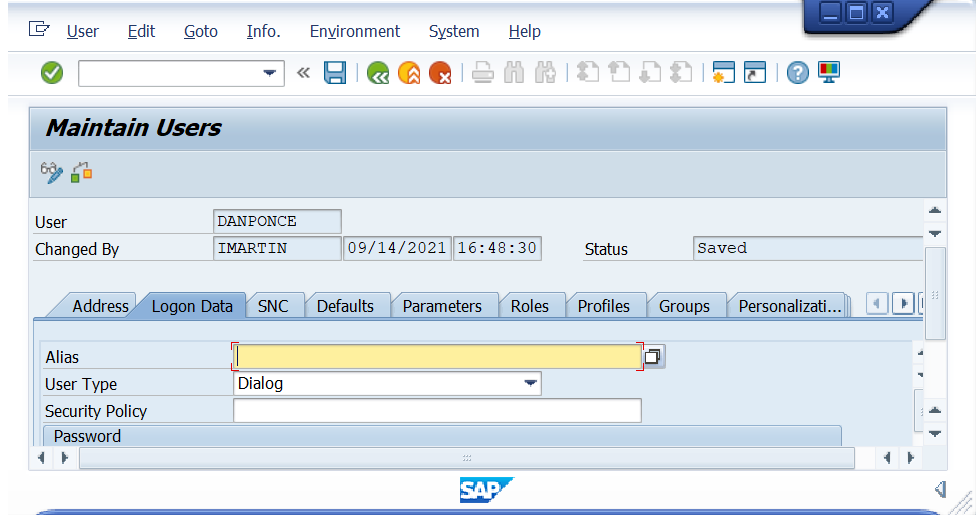 User Edit Goto Info. Environment System Help
Maintain Users
User DANPONCE
Changed By IMARTIN 09/14/2021 16:48:30 Status Saved
Address Logon Data SNC Defaults Parameters Roles Profiles Groups Personalizati...
Alias
User Type Dialog
Security Policy
Password
SAP